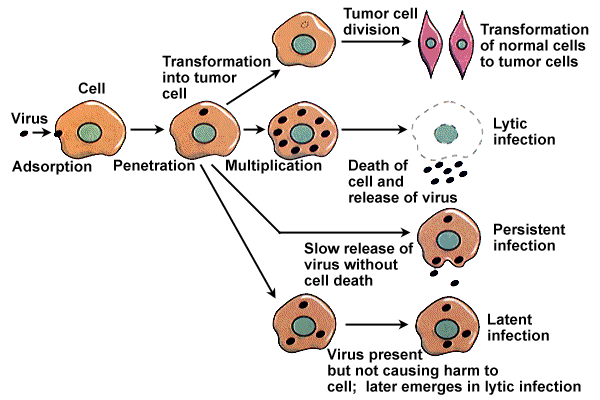 Tumor cell
division
Transformation
of normal cells
to tumor cells
Transformation
into tumor
cell
Cell
Virus
Adsorption
Penetration
Multiplication
Lytic
infection
Death of
cell and
release of virus
Persistent
infection
Slow release of
virus without
cell death
Latent
infection
Virus present
but not causing harm to
cell; later emerges in lytic infection